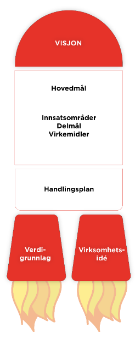 VISJON
Hovedmål
Innsatsområder
Delmål
Virkemidler
Handlingsplan
Verdi-
grunnlag
Virksomhets-
idé